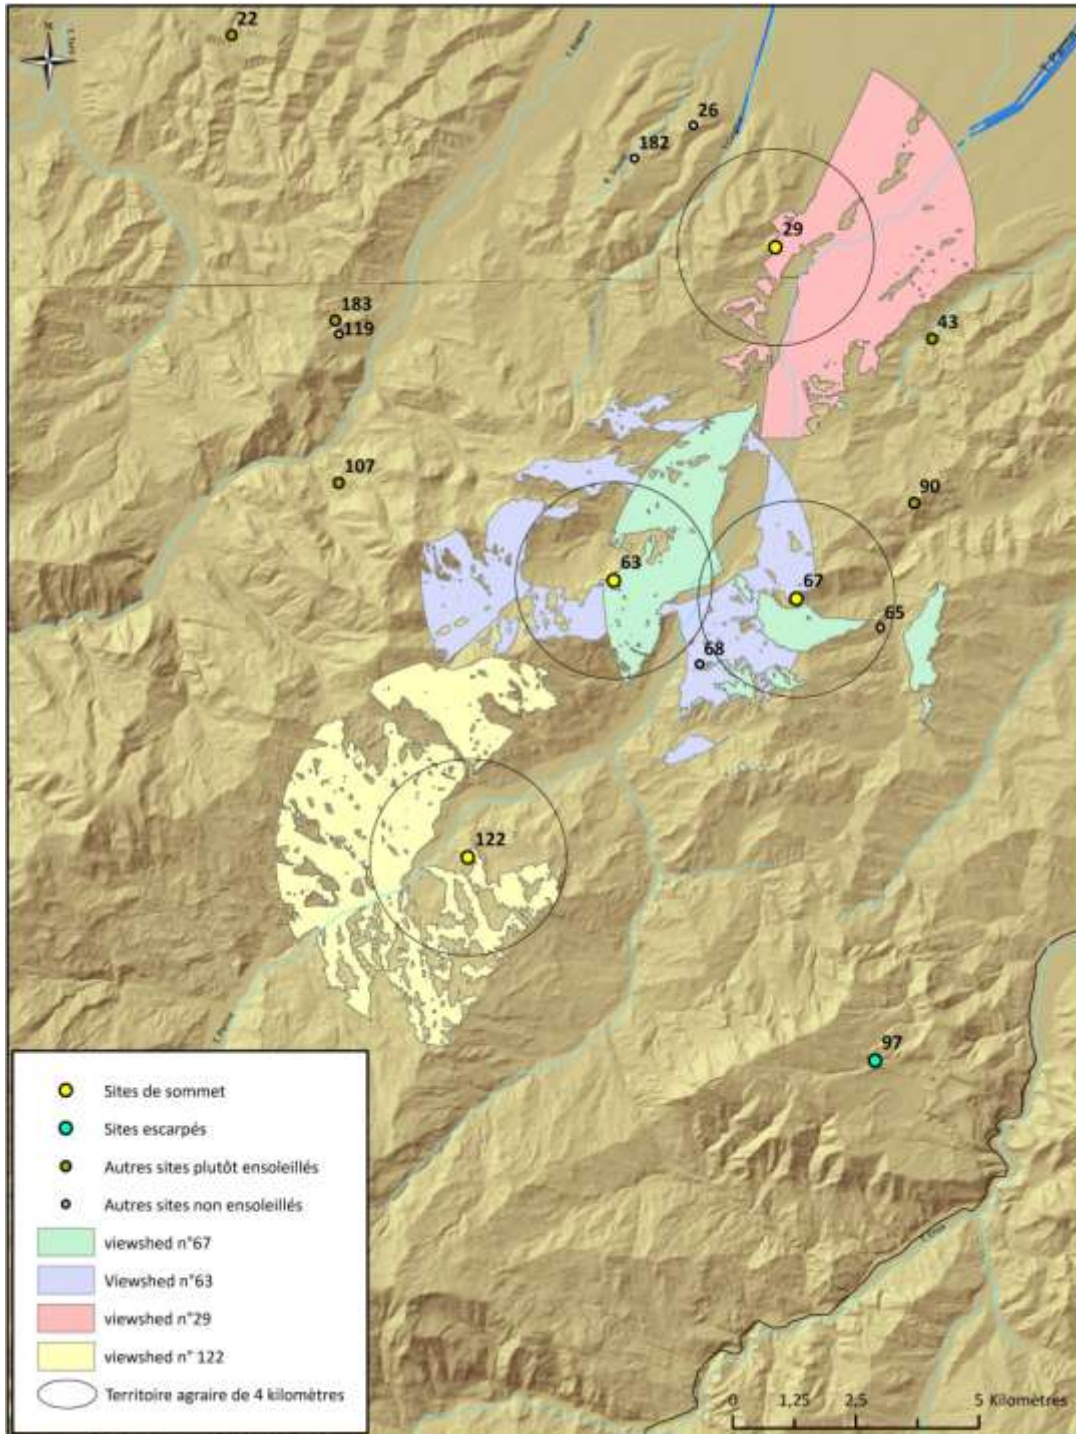 22
26
182
29
183
119
43
107
90
63
67
65
68
122
97
Sites de sommet
Sites escarpés
Autres sites plutôt ensoleillés
Autres sites non ensoleillés
viewshed n°67
Viewshed n°63
viewshed n°29
viewshed n° 122
Territoire agraire de 4 kilomètres
0 1,25 2,5 5 Kilomètres